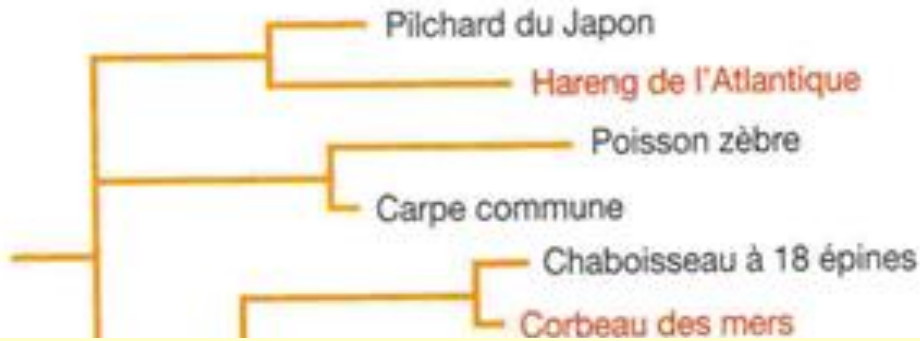 Pilchard du Japon
Hareng de l'Atlantique
Poisson zèbre
Carpe commune
Chaboisseau à 18 épines
Corbeau des mers